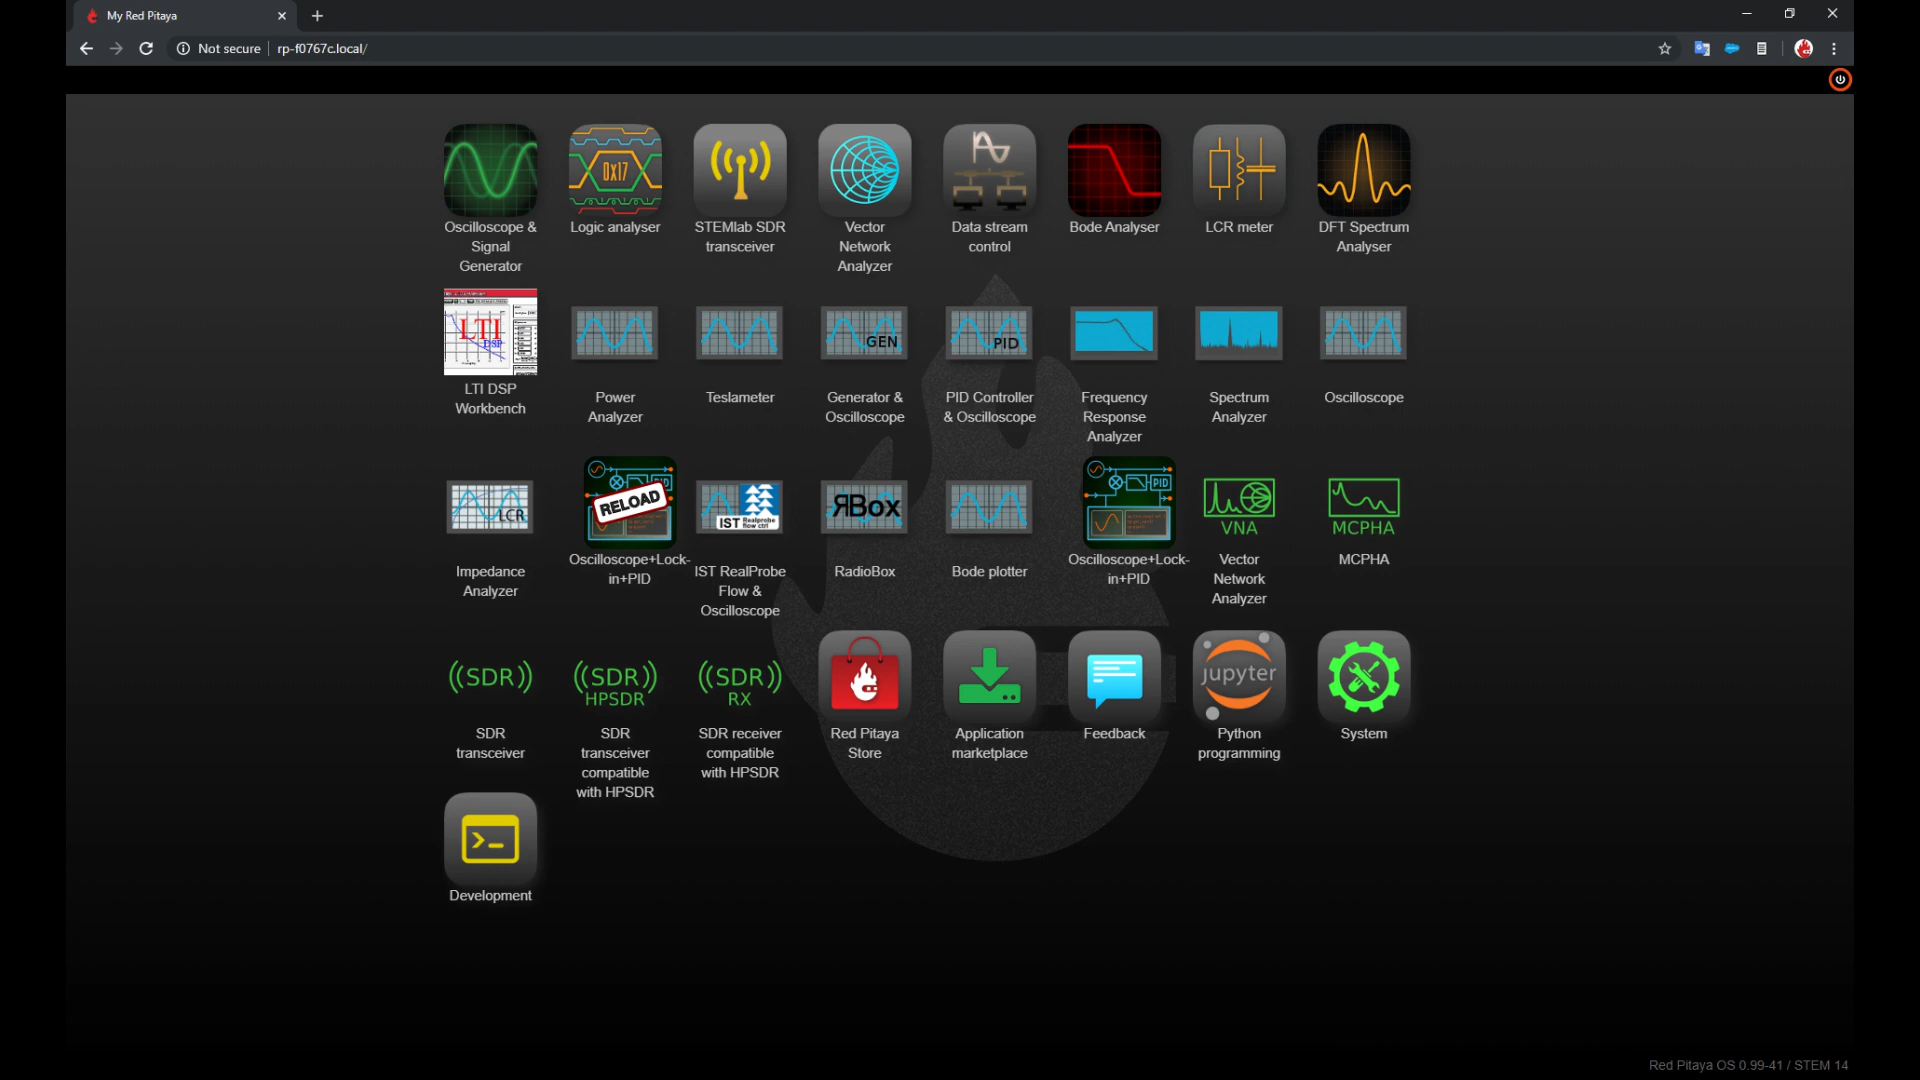 My Red Pitaya
Not secure
rp-f0767c.local/
0x17
Oscilloscope &
Signal
Generator
Logic analyser
STEMlab SDR
transceiver
Vector
Network
Analyzer
Data stream
control
Bode Analyser
LCR meter
DFT Spectrum
Analyser
LTI
DSP
GEN
PID
LTI DSP
Workbench
Power
Analyzer
Teslameter
Generator &
Oscilloscope
PID Controller
& Oscilloscope
Frequency
Response
Analyzer
Spectrum
Analyzer
Oscilloscope
LCR
PID
RELOAD
IST Realprobe
flow ctrl
RBox
PID
VNA
MCPHA
Impedance
Analyzer
Oscilloscope+Lock-
in+PID
IST RealProbe
Flow &
Oscilloscope
RadioBox
Bode plotter
Oscilloscope+Lock-
in+PID
Vector
Network
Analyzer
MCPHA
((SDR))
((SDR))
HPSDR
((SDR))
RX
jupyter
SDR
transceiver
SDR
transceiver
compatible
with HPSDR
SDR receiver
compatible
with HPSDR
Red Pitaya
Store
Application
marketplace
Feedback
Python
programming
System
>_
Development
Red Pitaya OS 0.99-41 / STEM 14